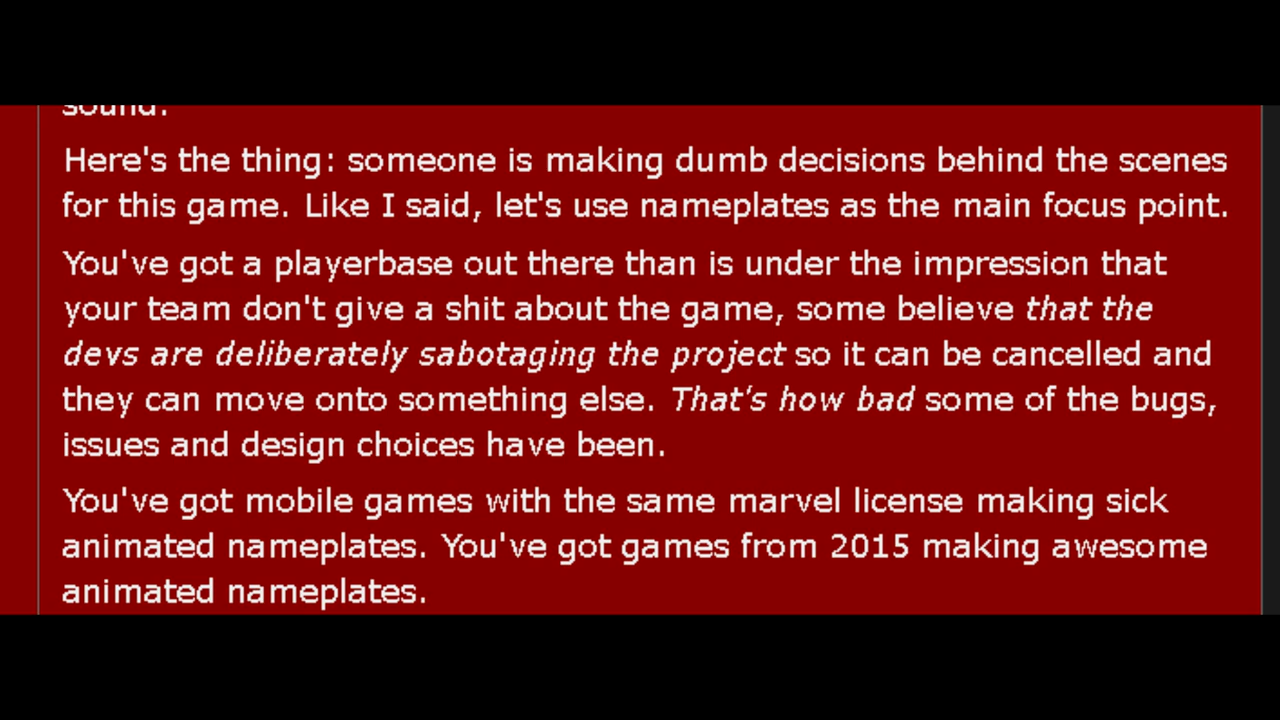 sound.
Here's the thing: someone is making dumb decisions behind the scenes
for this game. Like I said, let's use nameplates as the main focus point.
You've got a playerbase out there than is under the impression that
your team don't give a shit about the game, some believe that the
devs are deliberately sabotaging the project so it can be cancelled and
they can move onto something else. That's how bad some of the bugs,
issues and design choices have been.
You've got mobile games with the same marvel license making sick
animated nameplates. You've got games from 2015 making awesome
animated nameplates.